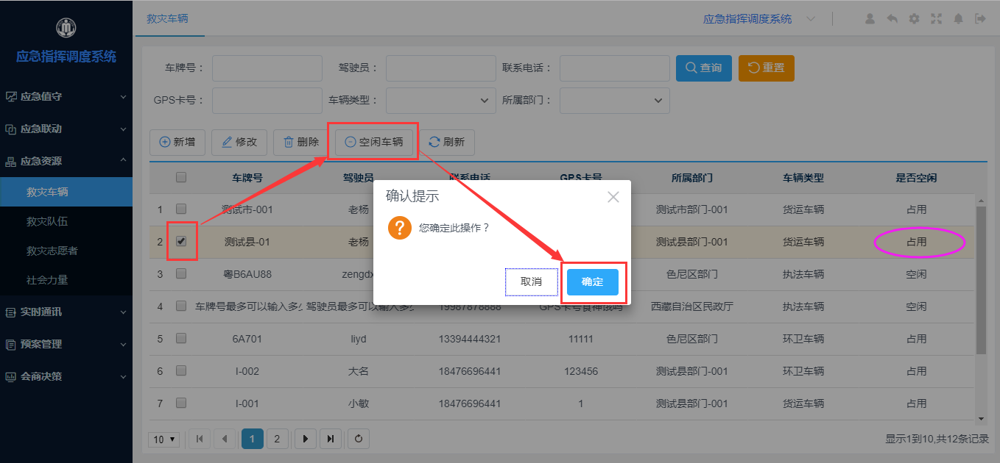 救灾车辆
应急指挥调度系统
应急指挥调度系统
应急值守
应急联动
应急资源
救灾车辆
救灾队伍
救灾志愿者
社会力量
实时通讯
预案管理
会商决策
车牌号： 驾驶员： 联系电话： 查询 重置
GPS卡号： 车辆类型： 所属部门：
新增 修改 删除 空闲车辆 刷新
车牌号 驾驶员 联系电话 GPS卡号 所属部门 车辆类型 是否空闲
1 测试市-001 老杨 测试市部门-001 货运车辆 占用
2 测试县-01 老杨 测试县部门-001 货运车辆 占用
3 粤B6AU88 zengdx 色尼区部门 执法车辆 空闲
4 车牌号最多可以输入多 驾驶员最多可以输入多 19987878888 GPS卡号食神饿吗 西藏自治区民政厅 执法车辆 空闲
5 6A701 liyd 13394444321 11111 色尼区部门 环卫车辆 占用
6 I-002 大名 18476696441 123456 测试县部门-001 环卫车辆 占用
7 I-001 小敏 18476696441 1 测试县部门-001 货运车辆 占用
确认提示
您确定此操作？
取消 确定
10 1 2 显示1到10,共12条记录